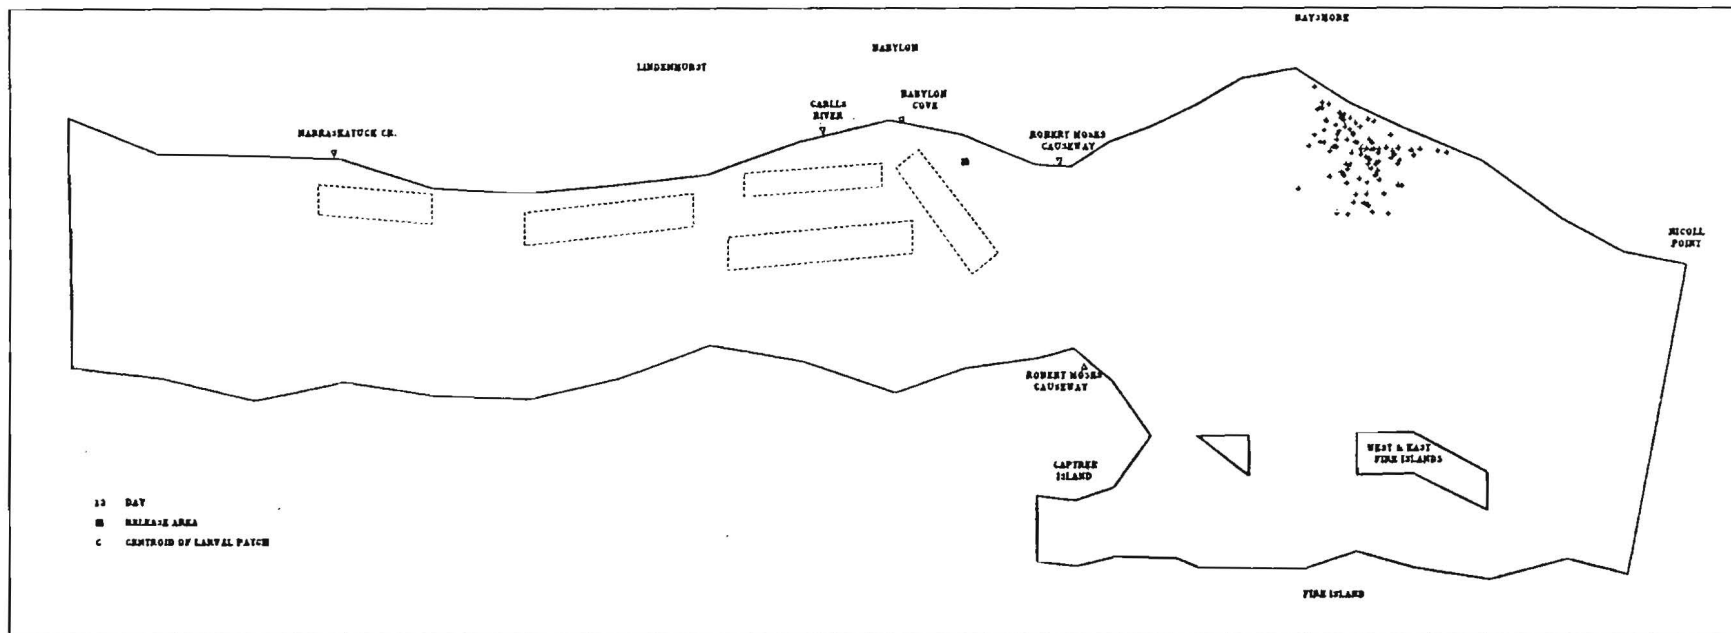 BAYSHORE
BABYLON
LINDENHURST
CARLLS
RIVER
BABYLON
COVE
NARRASKATUCK CR.
ROBERT MOSES
CAUSEWAY
NICOLL
POINT
ROBERT MOSES
CAUSEWAY
CAPTREE
ISLAND
WEST & EAST
FIRE ISLANDS
DAY
RELEASE AREA
C CENTROID OF LARVAL PATCH
FIRE ISLAND